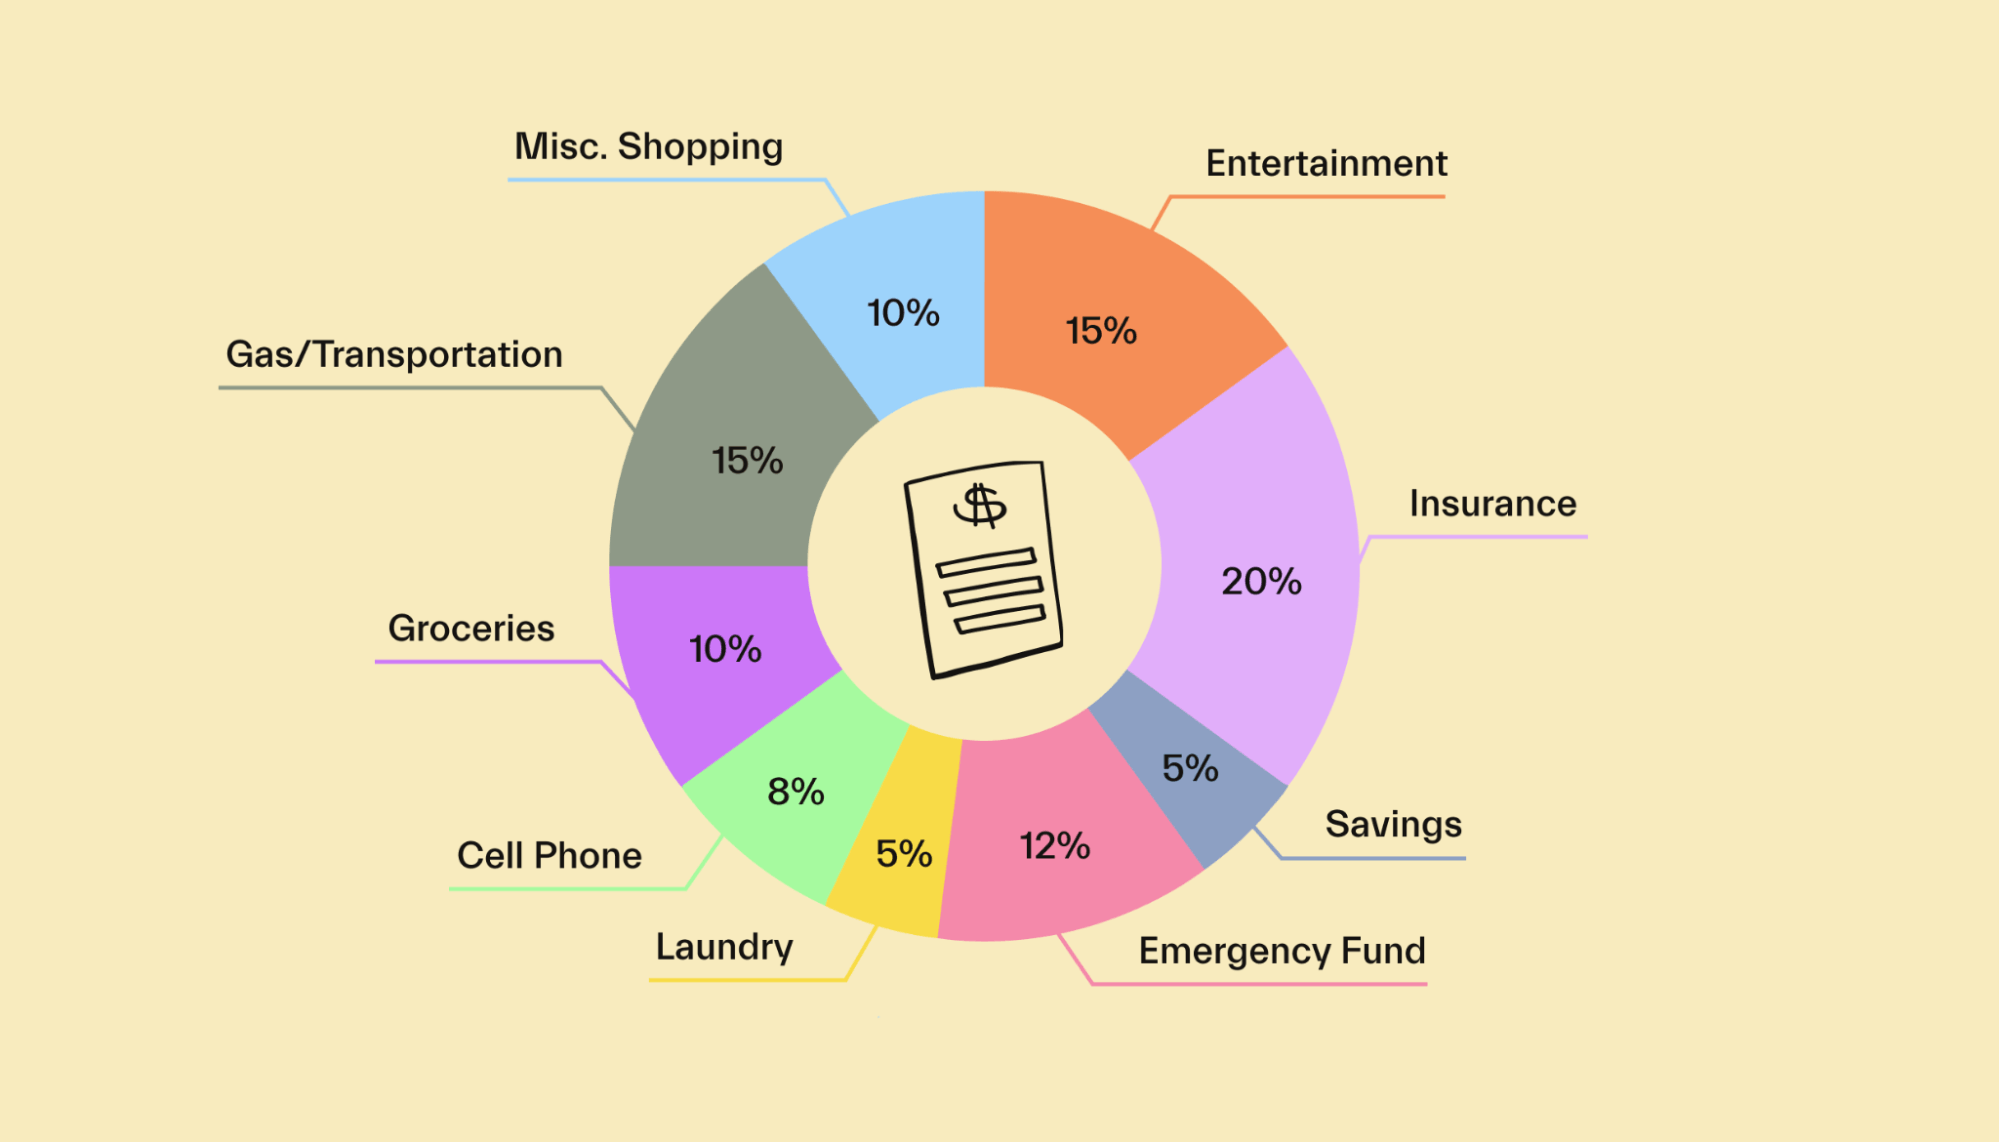 Misc. Shopping
Entertainment
10%
15%
Gas/Transportation
15%
Insurance
20%
$
Groceries
10%
Savings
5%
Cell Phone
8%
Laundry
5%
Emergency Fund
12%